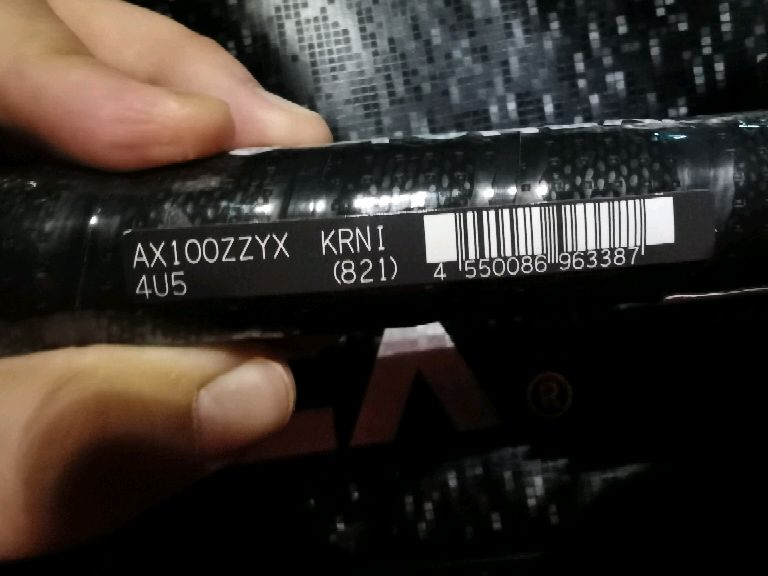 AX100ZZYX KRNI
4U5 (821)
4 550086 963387
®